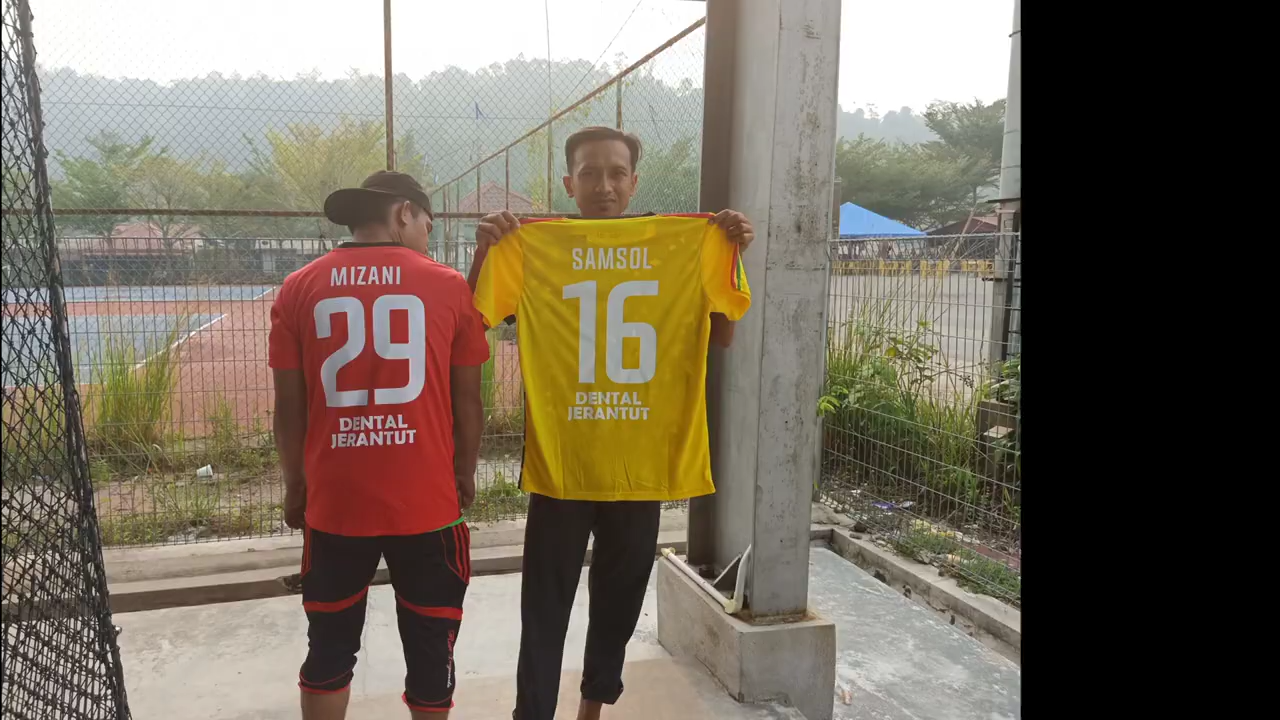 MIZANI
29
DENTAL
JERANTUT
SAMSOL
16
DENTAL
JERANTUT